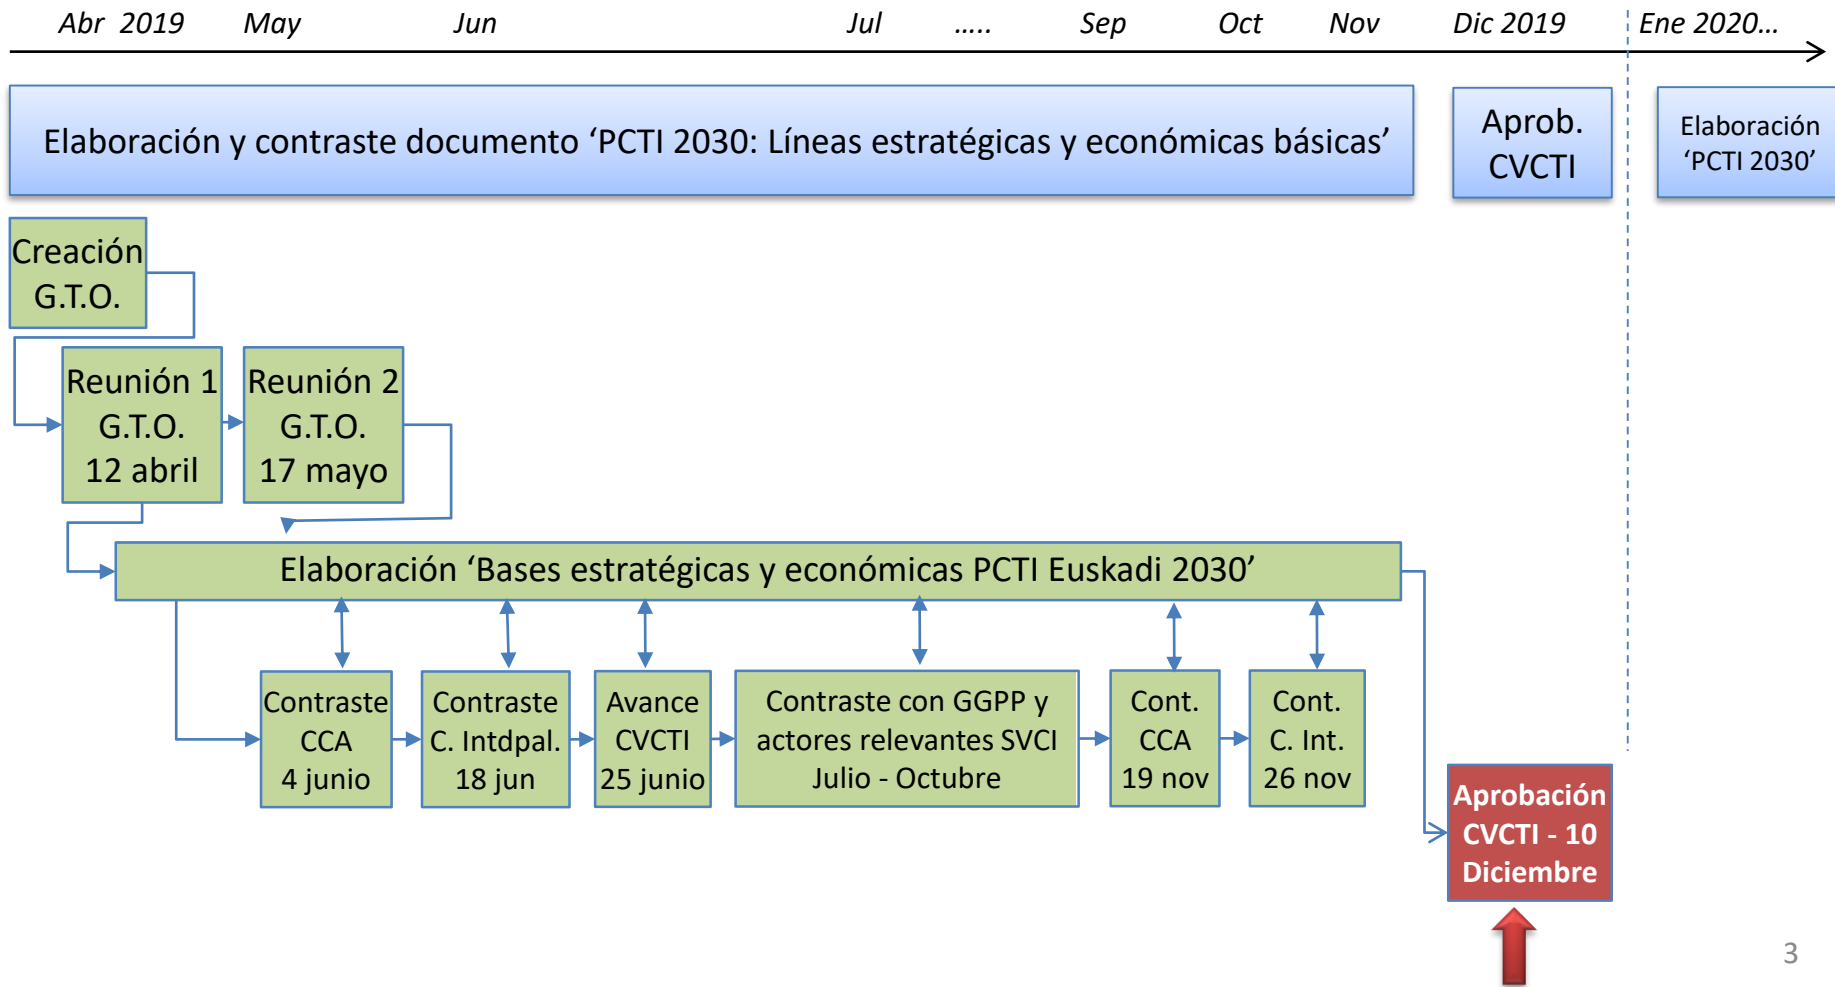 Abr 2019 May Jun Jul ..... Sep Oct Nov Dic 2019 Ene 2020...
Elaboración y contraste documento ‘PCTI 2030: Líneas estratégicas y económicas básicas’
Aprob.
CVCTI
Elaboración
‘PCTI 2030’
Creación
G.T.O.
Reunión 1
G.T.O.
12 abril
Reunión 2
G.T.O.
17 mayo
Elaboración ‘Bases estratégicas y económicas PCTI Euskadi 2030’
Contraste
CCA
4 junio
Contraste
C. Intdpal.
18 jun
Avance
CVCTI
25 junio
Contraste con GGPP y
actores relevantes SVCI
Julio - Octubre
Cont.
CCA
19 nov
Cont.
C. Int.
26 nov
Aprobación
CVCTI - 10
Diciembre
3